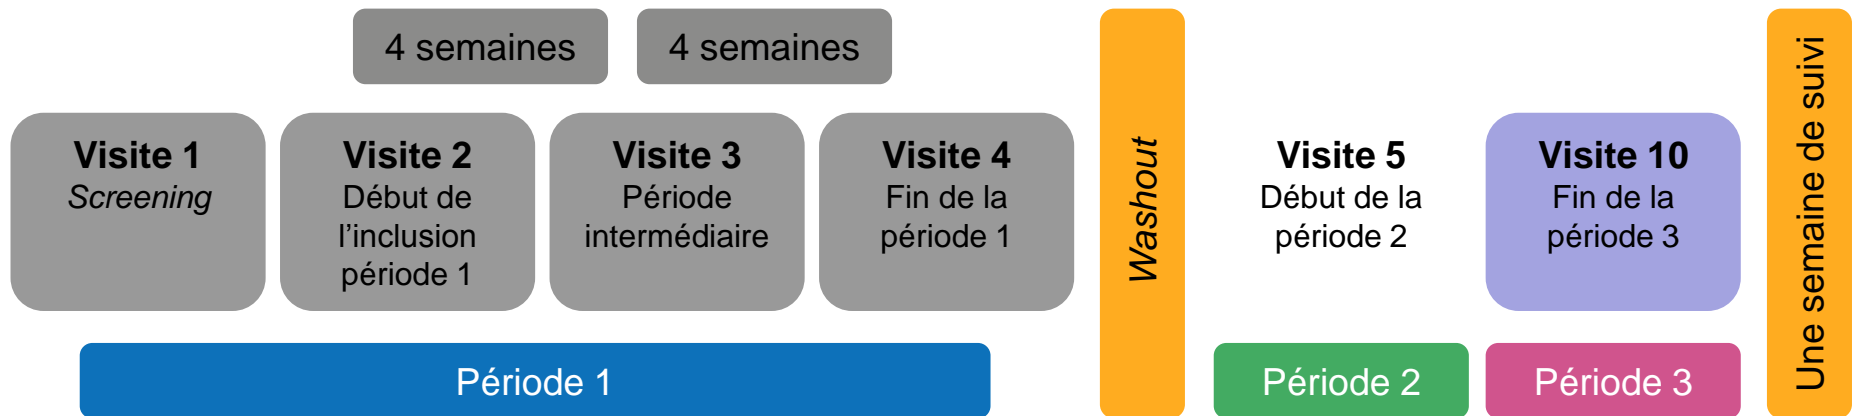 4 semaines
4 semaines
Visite 1
Screening
Visite 2
Début de
l’inclusion
période 1
Visite 3
Période
intermédiaire
Visite 4
Fin de la
période 1
Washout
Visite 5
Début de la
période 2
Visite 10
Fin de la
période 3
Une semaine de suivi
Période 1
Période 2
Période 3